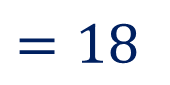 = 18